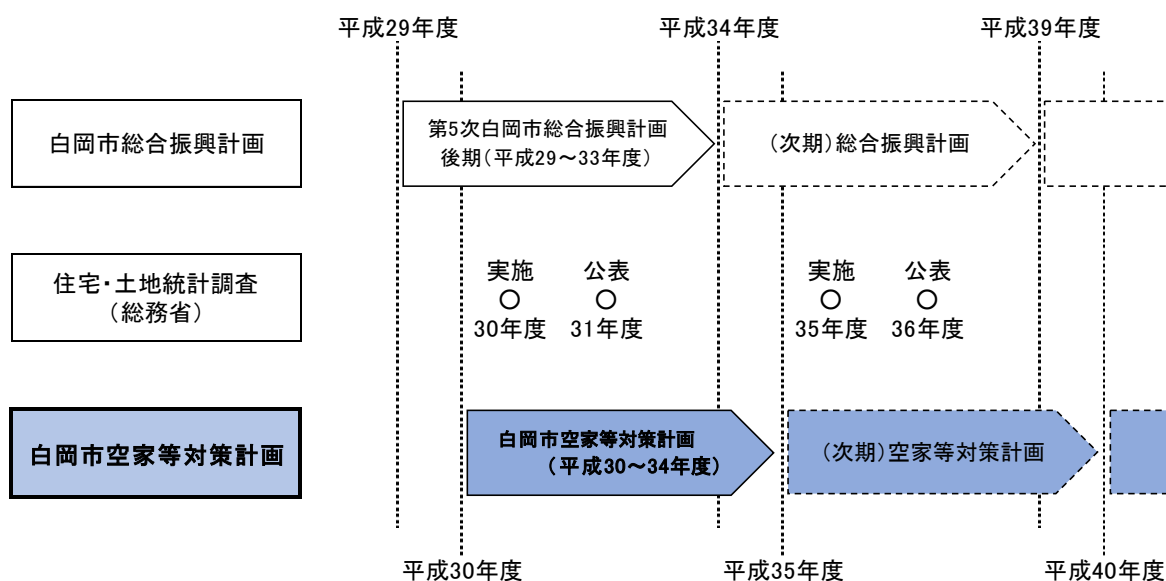 平成29年度
平成34年度
平成39年度
白岡市総合振興計画
第5次白岡市総合振興計画
後期(平成29～33年度)
(次期)総合振興計画
住宅・土地統計調査
(総務省)
実施
○
30年度
公表
○
31年度
実施
○
35年度
公表
○
36年度
白岡市空家等対策計画
白岡市空家等対策計画
(平成30～34年度)
(次期)空家等対策計画
平成30年度
平成35年度
平成40年度